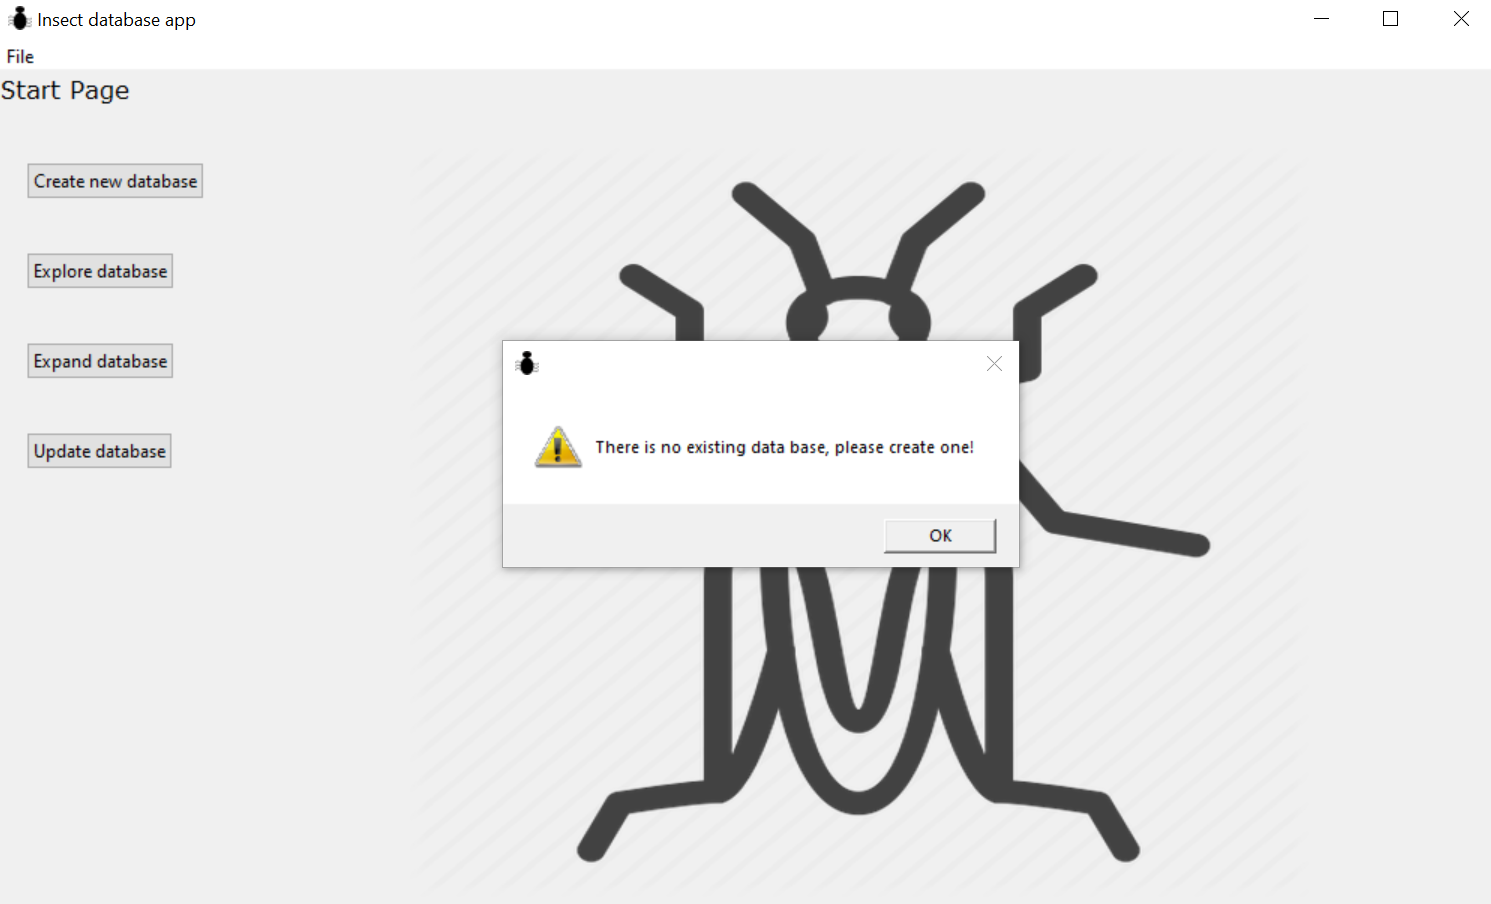 Insect database app
File
Start Page
Create new database
Explore database
Expand database
Update database
There is no existing data base, please create one!
OK